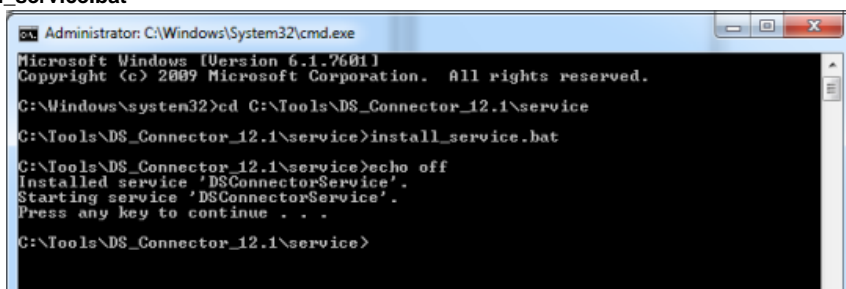 Administrator: C:\Windows\System32\cmd.exe
Microsoft Windows [Version 6.1.7601]
Copyright (c) 2009 Microsoft Corporation.  All rights reserved.
C:\Windows\system32>cd C:\Tools\DS_Connector_12.1\service
C:\Tools\DS_Connector_12.1\service>install_service.bat
C:\Tools\DS_Connector_12.1\service>echo off
Installed service 'DSConnectorService'.
Starting service 'DSConnectorService'.
Press any key to continue . . .
C:\Tools\DS_Connector_12.1\service>